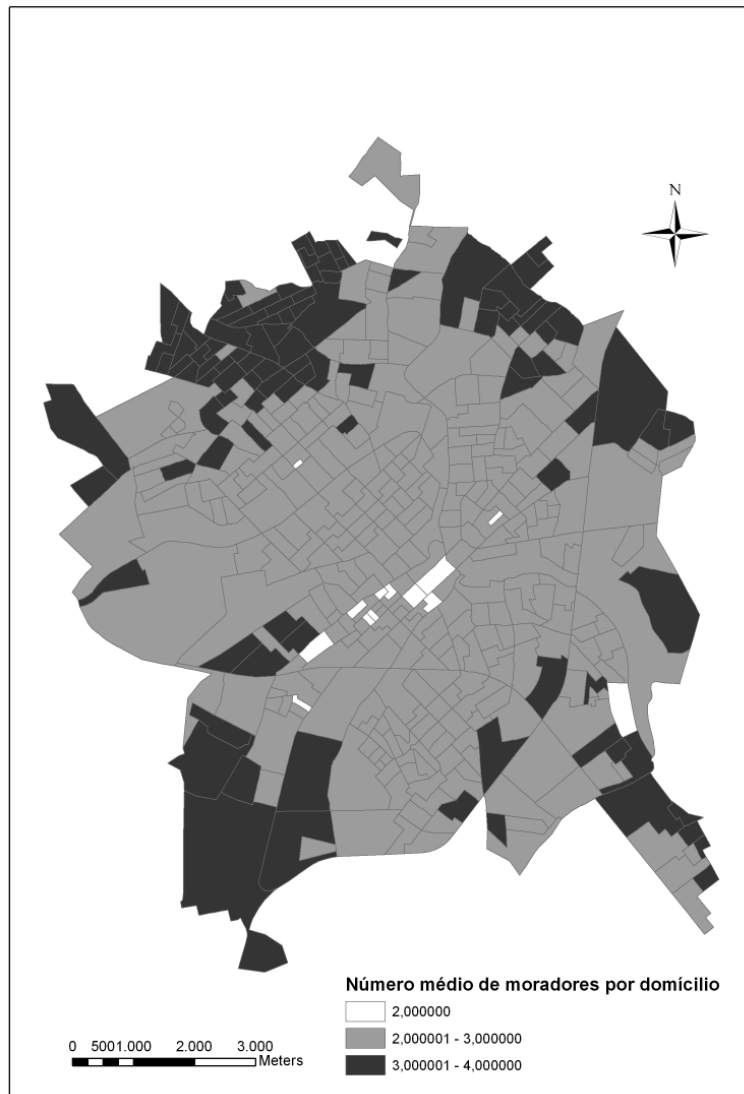 N
Número médio de moradores por domícilio
2,000000
2,000001 - 3,000000
3,000001 - 4,000000
0 5001.000 2.000 3.000
Meters